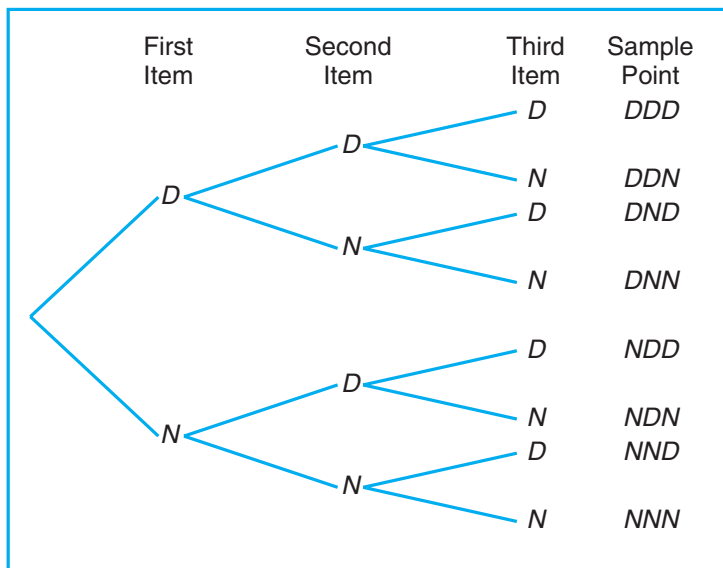 First Item
Second Item
Third Item
Sample Point
D DDD
D
N DDN
D
D DND
N
N DNN
D NDD
D
N NDN
N
D NND
N
N NNN